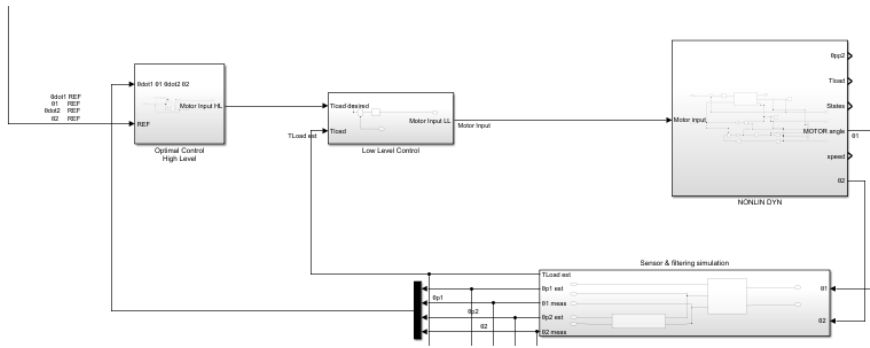 θpp2
θdot1 θ1 θdot2 θ2
Tload
θdot1 REF
θ1 REF
θdot2 REF
θ2 REF
Motor Input HL
Tload desired
States
REF
Tload
Motor Input LL
Motor Input
Motor input
MOTOR angle
θ1
TLoad est
Optimal Control
High Level
Low Level Control
speed
θ2
NONLIN DYN
Sensor & filtering simulation
TLoad est
θp1 est
θ1
θp1
θ1 meas
θp2
θp2 est
θ2
θ2
θ2 meas